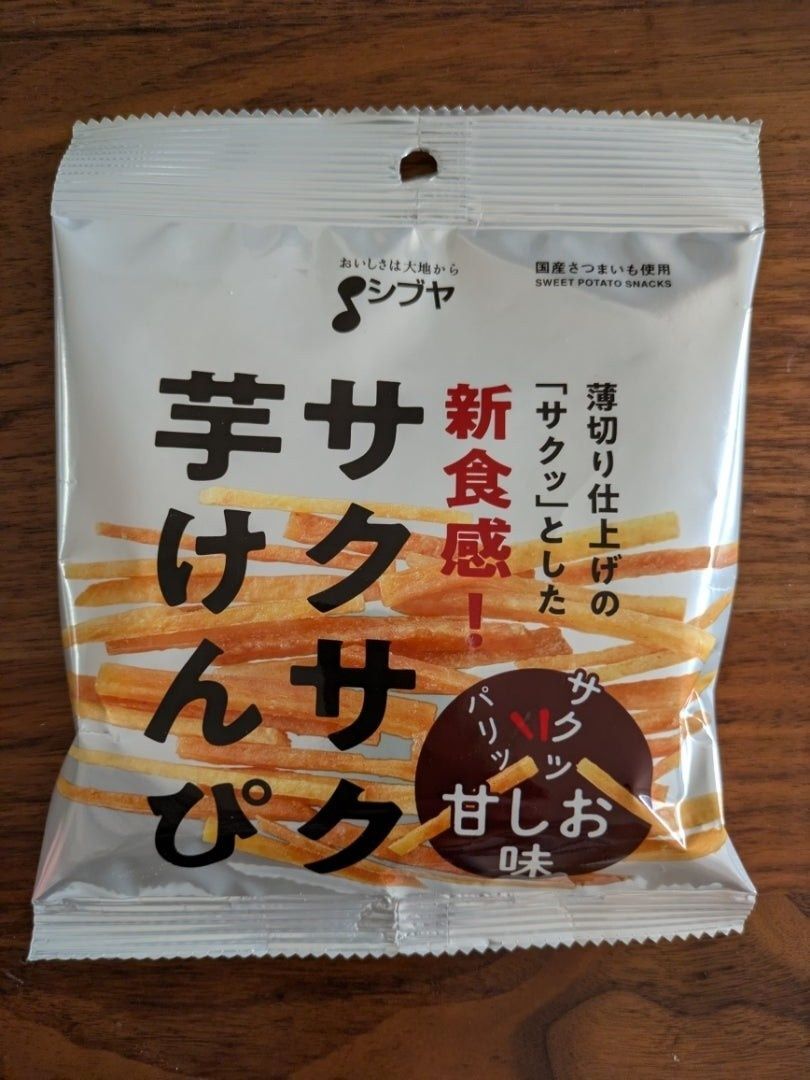 おいしさは大地から
シブヤ
国産さつまいも使用
SWEET POTATO SNACKS
薄切り仕上げの
「サクッ」とした
新食感！
サクサク
芋けんぴ
サクッ
パリッ
甘しお
味